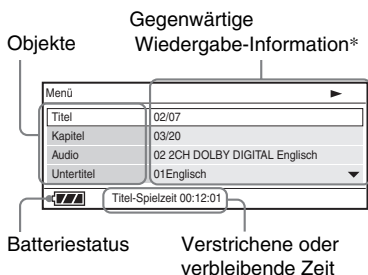 Gegenwärtige
Objekte Wiedergabe-Information*
Menü
Titel 02/07
Kapitel 03/20
Audio 02 2CH DOLBY DIGITAL Englisch
Untertitel 01Englisch
Titel-Spielzeit 00:12:01
Batteriestatus Verstrichene oder
verbleibende Zeit